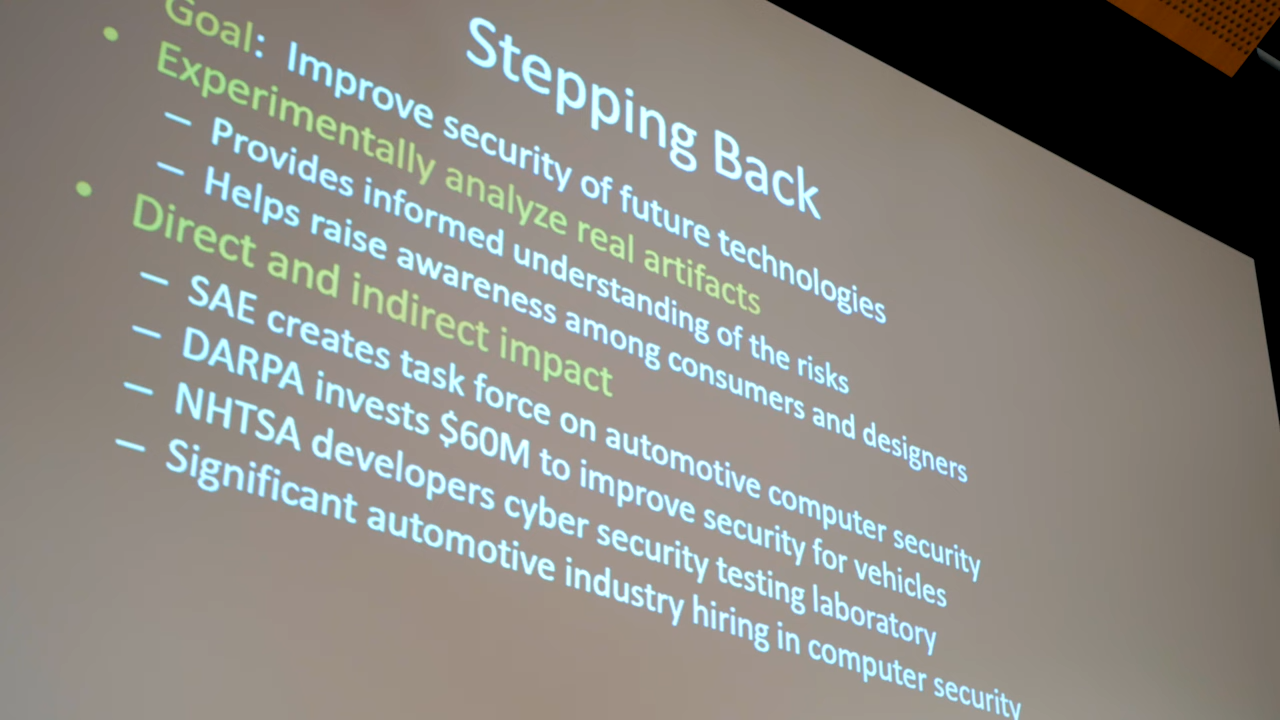 Stepping Back
Goal: Improve security of future technologies
• Experimentally analyze real artifacts
– Provides informed understanding of the risks
– Helps raise awareness among consumers and designers
• Direct and indirect impact
– SAE creates task force on automotive computer security
– DARPA invests $60M to improve security for vehicles
– NHTSA developers cyber security testing laboratory
– Significant automotive industry hiring in computer security